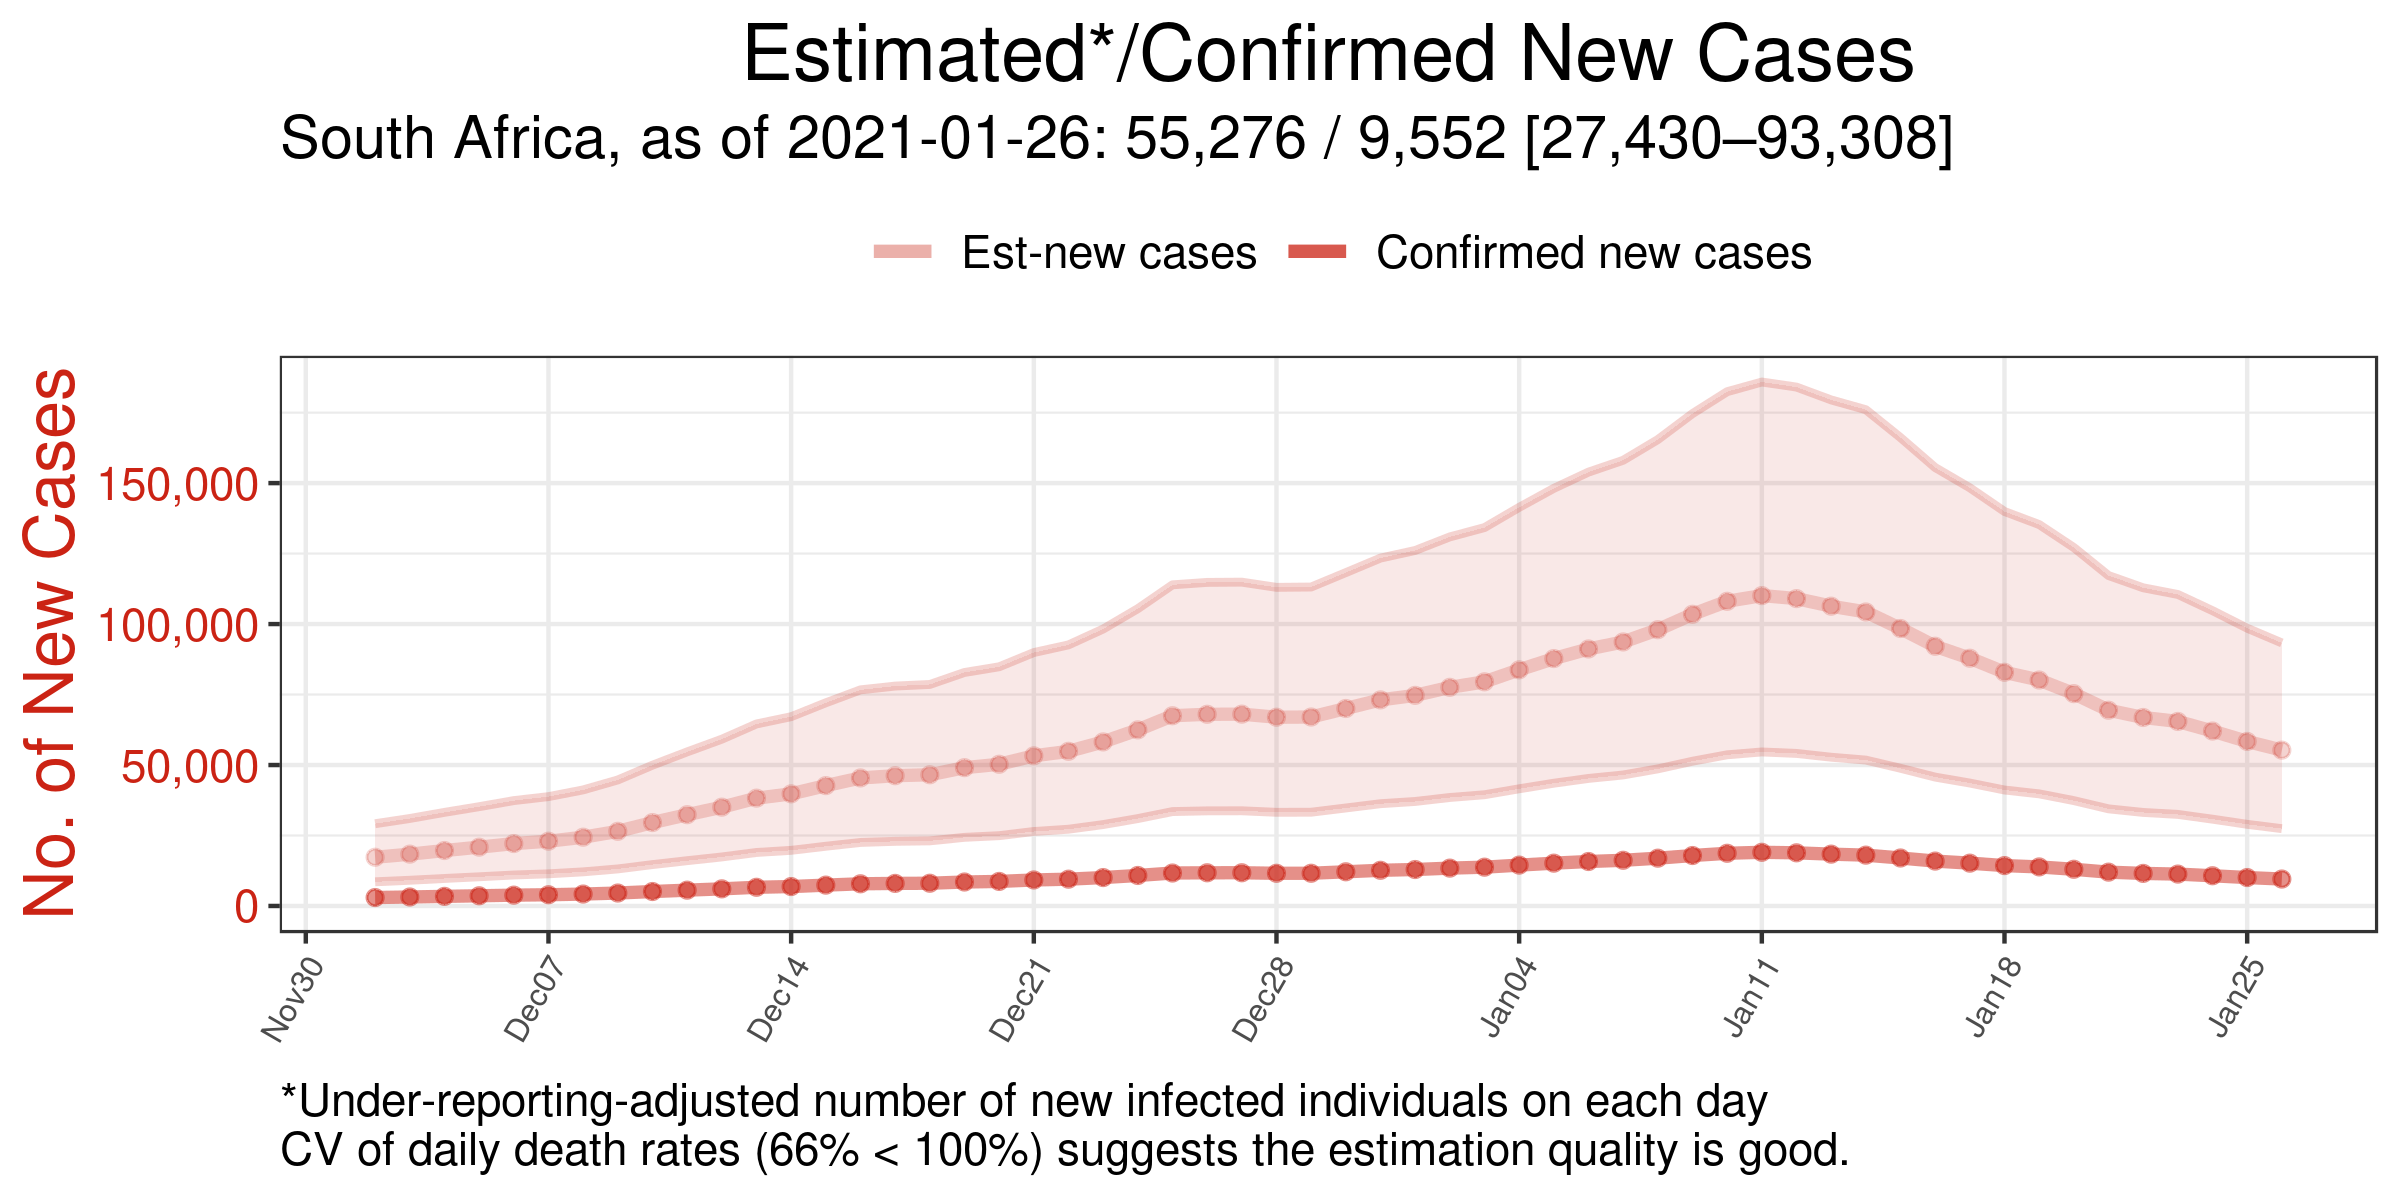 Estimated*/Confirmed New Cases
South Africa, as of 2021-01-26: 55,276 / 9,552 [27,430–93,308]
Est-new cases
Confirmed new cases
No. of New Cases
150,000
100,000
50,000
0
Nov30
Dec07
Dec14
Dec21
Dec28
Jan04
Jan11
Jan18
Jan25
*Under-reporting-adjusted number of new infected individuals on each day
CV of daily death rates (66% < 100%) suggests the estimation quality is good.